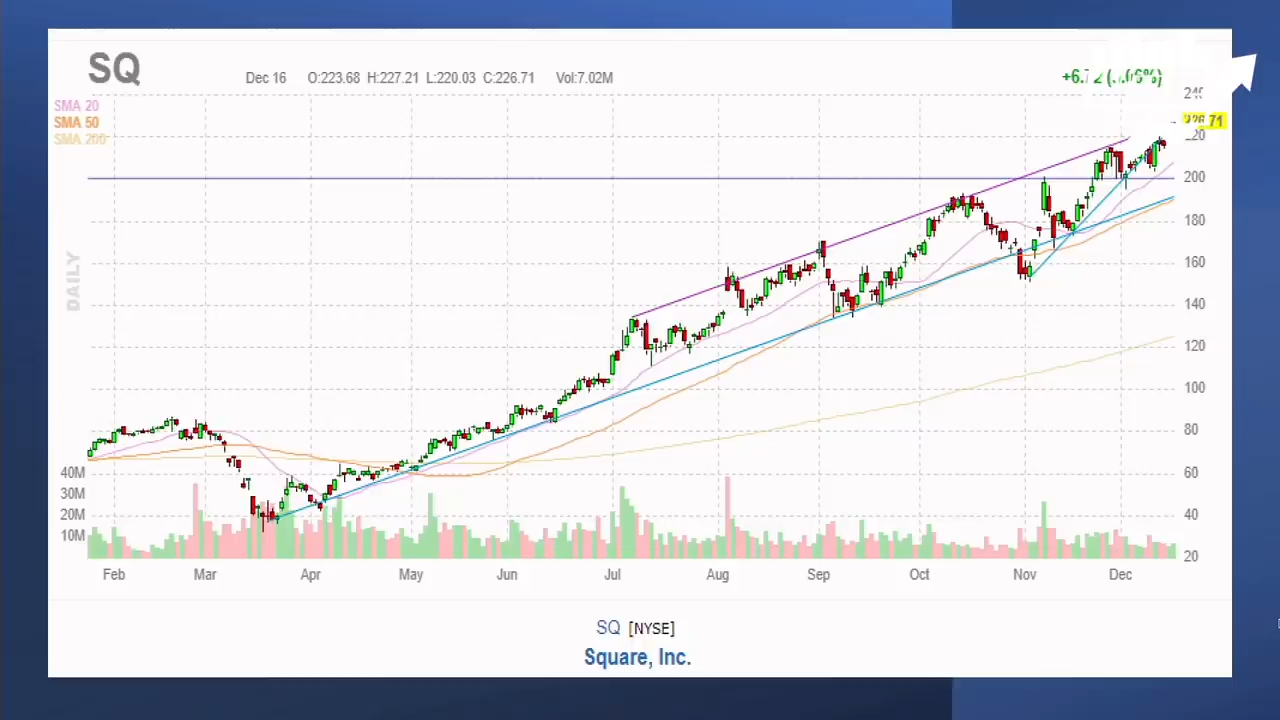 SQ
Dec 16 O:223.68 H:227.21 L:220.03 C:226.71 Vol:7.02M
SMA 20
SMA 50
SMA 200
DAILY
220
200
180
160
140
120
100
80
60
40
20
40M
30M
20M
10M
Feb Mar Apr May Jun Jul Aug Sep Oct Nov Dec
SQ [NYSE]
Square, Inc.